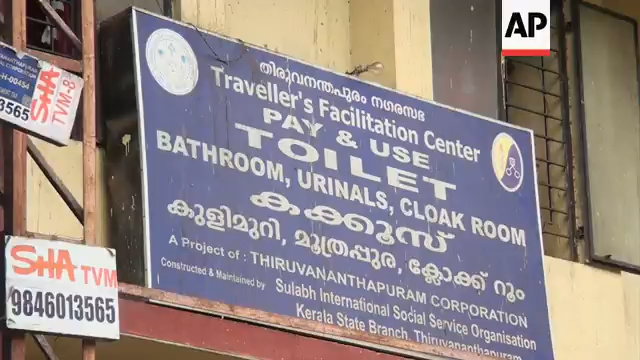 AP
തിരുവനന്തപുരം നഗരസഭ
Traveller's Facilitation Center
PAY & USE
TOILET
BATHROOM, URINALS, CLOAK ROOM
കക്കൂസ്
കുളിമുറി, മൂത്രപ്പുര, ക്ലോക്ക് റൂം
A Project of : THIRUVANANTHAPURAM CORPORATION
Constructed & Maintained by Sulabh International Social Service Organisation
Kerala State Branch, Thiruvananthapuram
SHA
TVM-8
3565
SHA TVM
9846013565